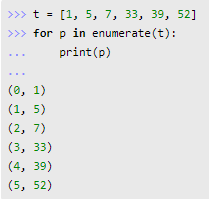 >>> t = [1, 5, 7, 33, 39, 52]
>>> for p in enumerate(t):
...     print(p)
...
(0, 1)
(1, 5)
(2, 7)
(3, 33)
(4, 39)
(5, 52)